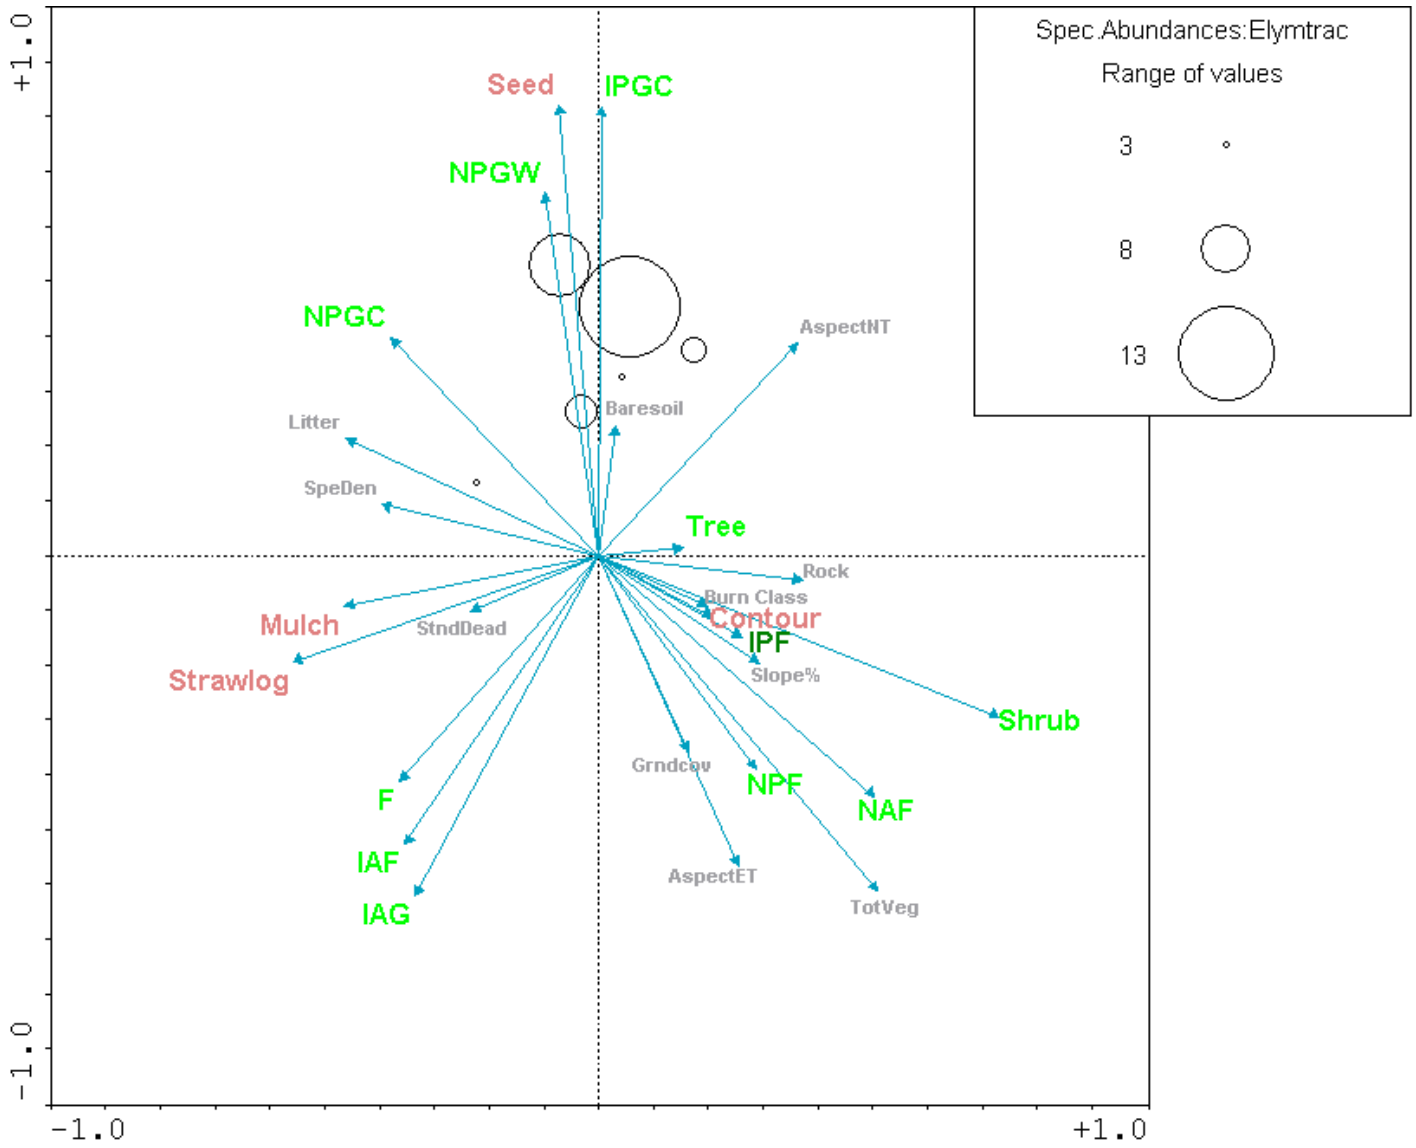 +1.0
Spec.Abundances:Elymtrac
Range of values
3
8
13
Seed
IPGC
NPGW
NPGC
AspectNT
Litter
Baresoil
SpeDen
Tree
Rock
Burn Class
Mulch
Contour
StndDead
IPF
Strawlog
Slope%
Shrub
Grndcov
NPF
F
NAF
IAF
AspectET
IAG
TotVeg
-1.0
-1.0
+1.0